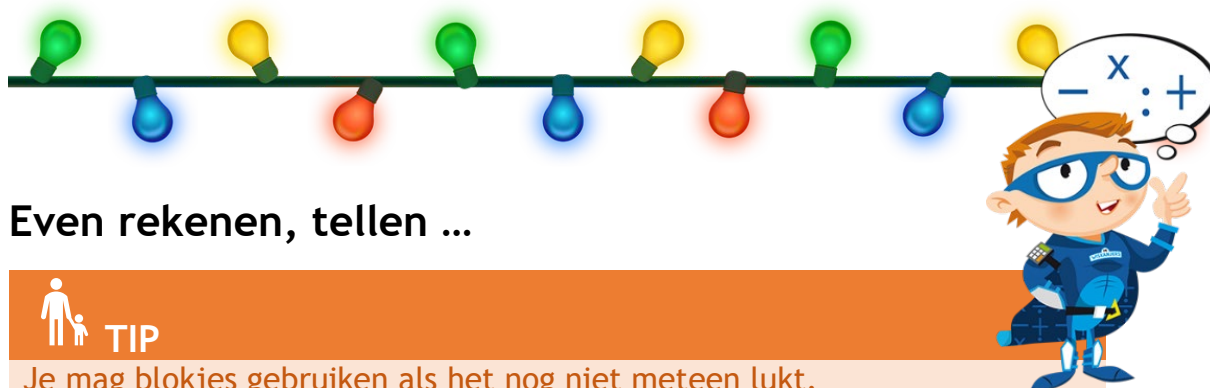 − x : +
Even rekenen, tellen …
TIP
Je mag blokjes gebruiken als het nog niet meteen lukt.